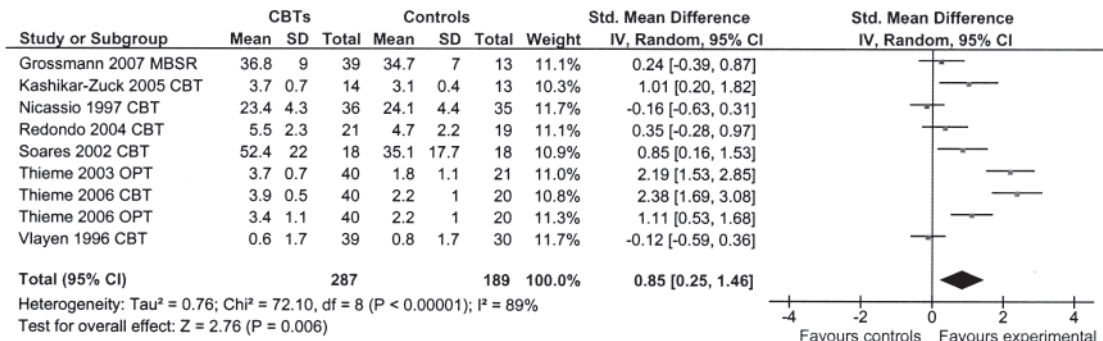 CBTs Controls Std. Mean Difference Std. Mean Difference
Study or Subgroup Mean SD Total Mean SD Total Weight IV, Random, 95% CI IV, Random, 95% CI
Grossmann 2007 MBSR 36.8 9 39 34.7 7 13 11.1% 0.24 [-0.39, 0.87]
Kashikar-Zuck 2005 CBT 3.7 0.7 14 3.1 0.4 13 10.3% 1.01 [0.20, 1.82]
Nicassio 1997 CBT 23.4 4.3 36 24.1 4.4 35 11.7% -0.16 [-0.63, 0.31]
Redondo 2004 CBT 5.5 2.3 21 4.7 2.2 19 11.1% 0.35 [-0.28, 0.97]
Soares 2002 CBT 52.4 22 18 35.1 17.7 18 10.9% 0.85 [0.16, 1.53]
Thieme 2003 OPT 3.7 0.7 40 1.8 1.1 21 11.0% 2.19 [1.53, 2.85]
Thieme 2006 CBT 3.9 0.5 40 2.2 1 20 10.8% 2.38 [1.69, 3.08]
Thieme 2006 OPT 3.4 1.1 40 2.2 1 20 11.3% 1.11 [0.53, 1.68]
Vlayen 1996 CBT 0.6 1.7 39 0.8 1.7 30 11.7% -0.12 [-0.59, 0.36]
Total (95% CI) 287 189 100.0% 0.85 [0.25, 1.46]
Heterogeneity: Tau² = 0.76; Chi² = 72.10, df = 8 (P < 0.00001); I² = 89%
Test for overall effect: Z = 2.76 (P = 0.006)
-4 -2 0 2 4
Favours controls Favours experimental